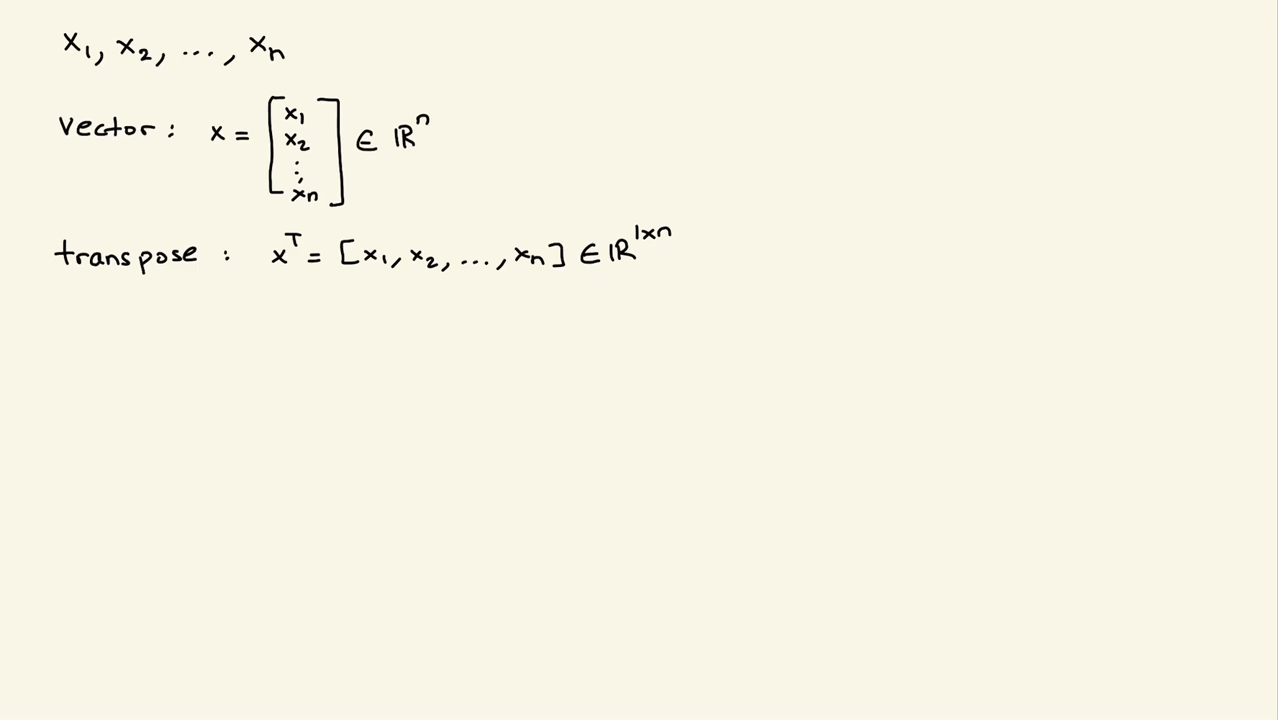 x₁, x₂, ..., xₙ
vector : x = [x₁ x₂ ⋮ xₙ] ∈ ℝⁿ
transpose : xᵀ = [x₁, x₂, ..., xₙ] ∈ ℝ¹ˣⁿ